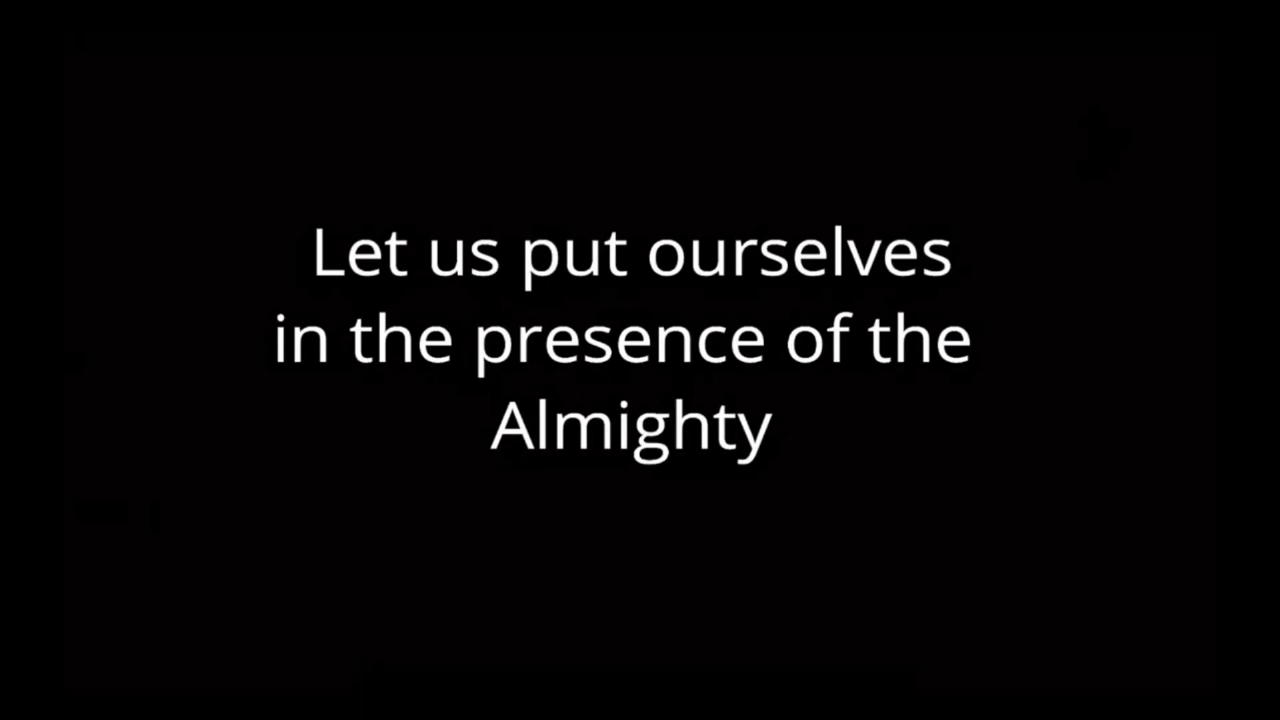 Let us put ourselves
in the presence of the
Almighty